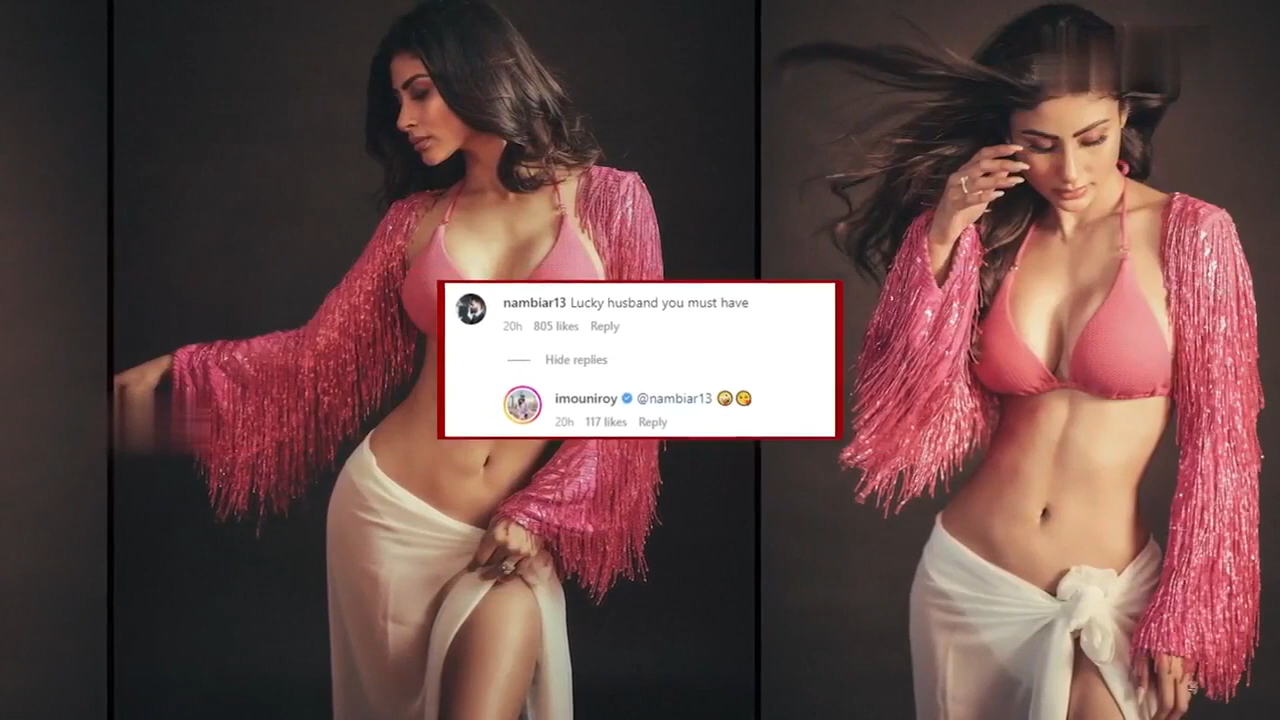 nambiar13 Lucky husband you must have
20h 805 likes Reply
Hide replies
imouniroy @nambiar13 🤪😘
20h 117 likes Reply